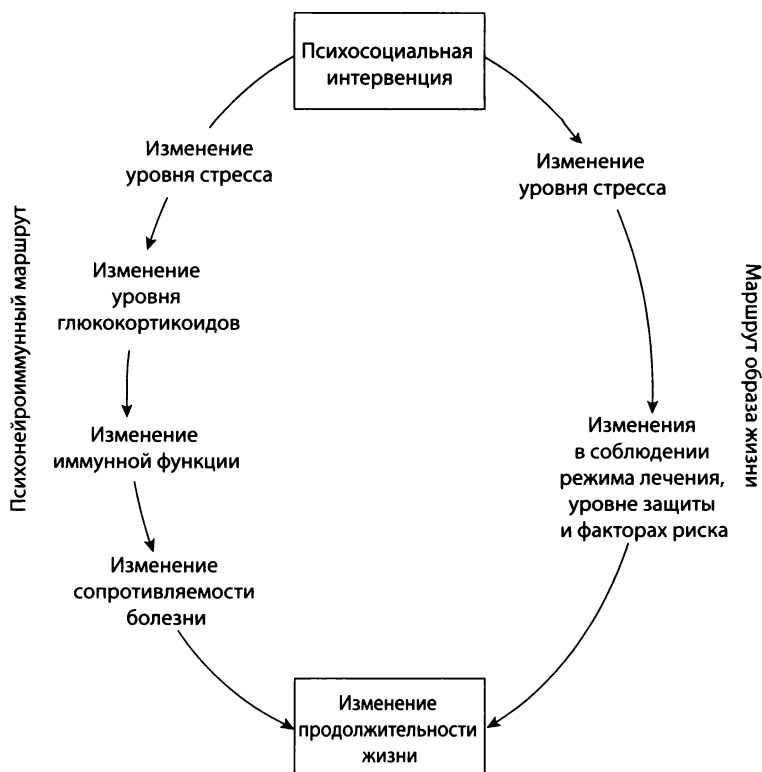 Психосоциальная
интервенция
Изменение
уровня стресса
Изменение
уровня
глюкокортикоидов
Изменение
иммунной функции
Изменение
сопротивляемости
болезни
Психонейроиммунный маршрут
Изменение
уровня стресса
Изменения
в соблюдении
режима лечения,
уровне защиты
и факторах риска
Маршрут образа жизни
Изменение
продолжительности
жизни